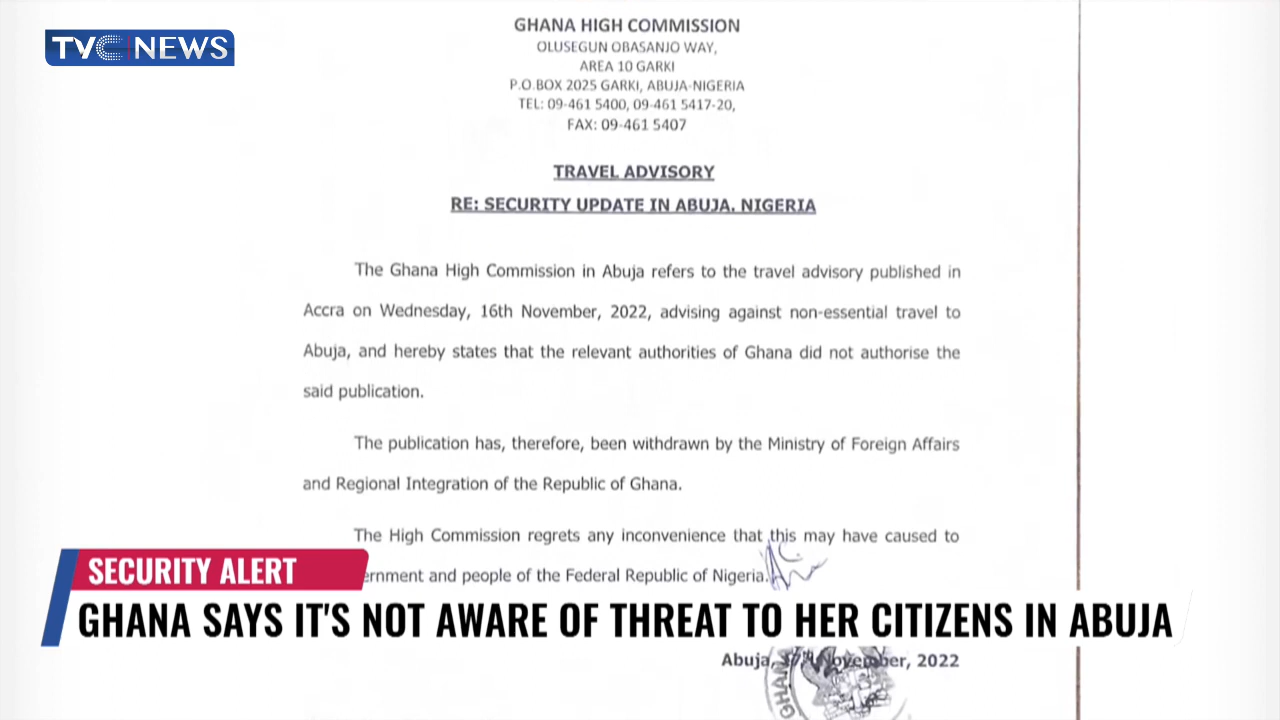 TVC NEWS
GHANA HIGH COMMISSION
OLUSEGUN OBASANJO WAY,
AREA 10 GARKI
P.O.BOX 2025 GARKI, ABUJA-NIGERIA
TEL: 09-461 5400, 09-461 5417-20,
FAX: 09-461 5407
TRAVEL ADVISORY
RE: SECURITY UPDATE IN ABUJA. NIGERIA
The Ghana High Commission in Abuja refers to the travel advisory published in
Accra on Wednesday, 16th November, 2022, advising against non-essential travel to
Abuja, and hereby states that the relevant authorities of Ghana did not authorise the
said publication.
The publication has, therefore, been withdrawn by the Ministry of Foreign Affairs
and Regional Integration of the Republic of Ghana.
The High Commission regrets any inconvenience that this may have caused to
ernment and people of the Federal Republic of Nigeria.
SECURITY ALERT
GHANA SAYS IT'S NOT AWARE OF THREAT TO HER CITIZENS IN ABUJA
Abuja, 17th November, 2022